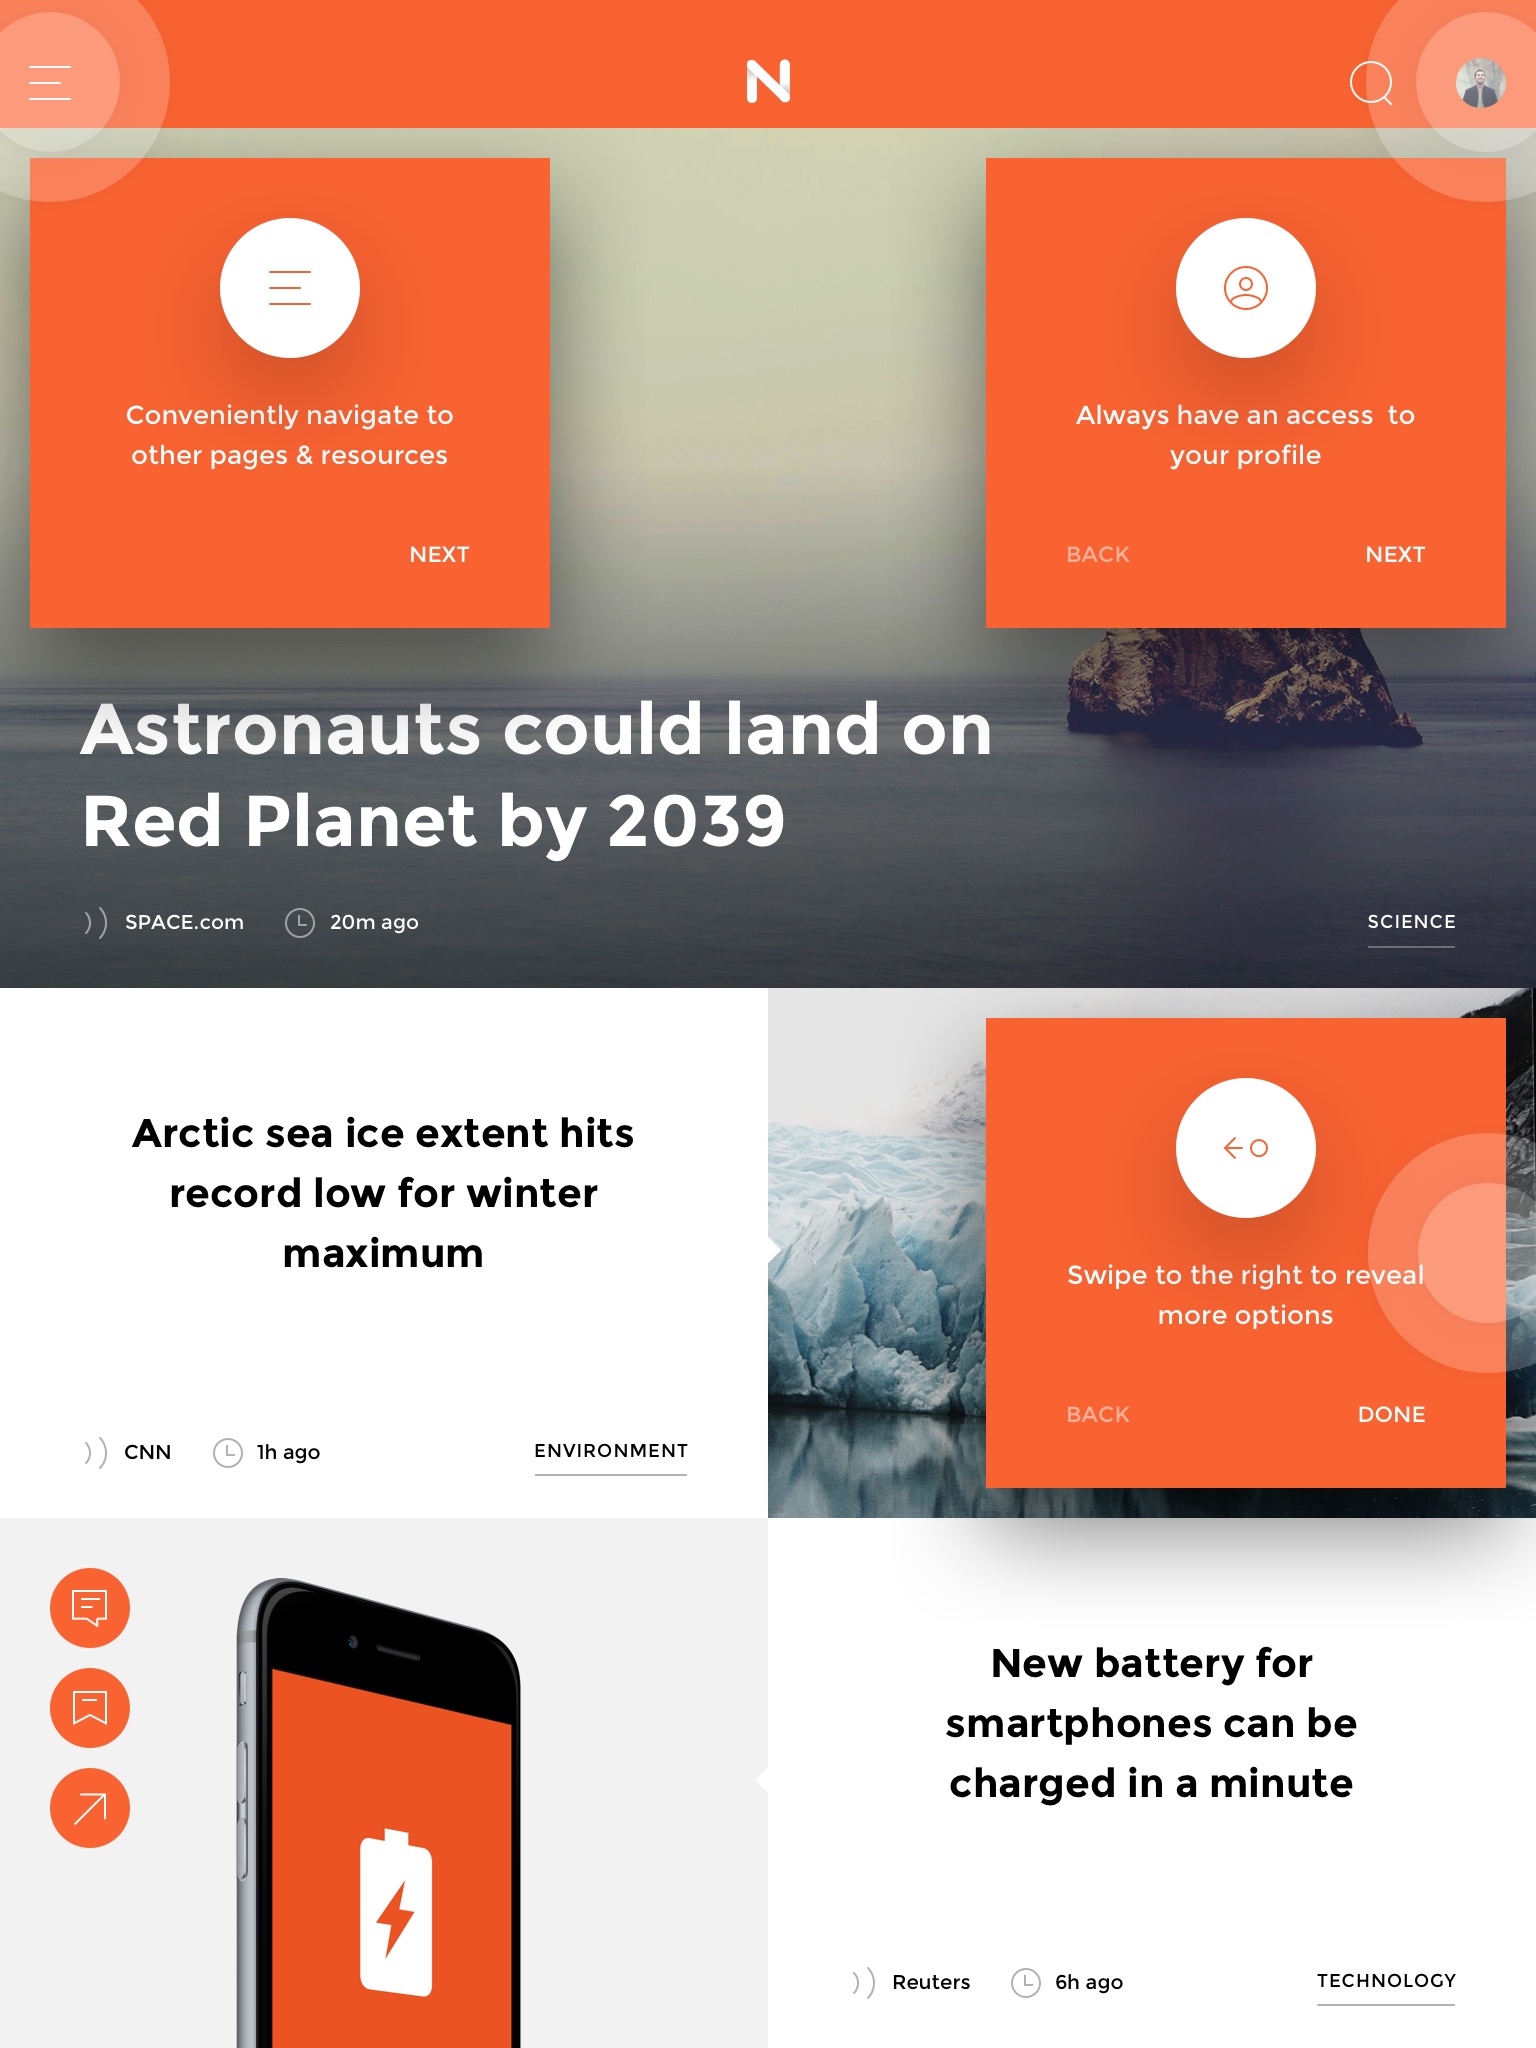 N
Conveniently navigate to
other pages & resources
NEXT
Always have an access to
your profile
BACK
NEXT
Astronauts could land on
Red Planet by 2039
SPACE.com
20m ago
SCIENCE
Arctic sea ice extent hits
record low for winter
maximum
CNN
1h ago
ENVIRONMENT
Swipe to the right to reveal
more options
BACK
DONE
New battery for
smartphones can be
charged in a minute
Reuters
6h ago
TECHNOLOGY